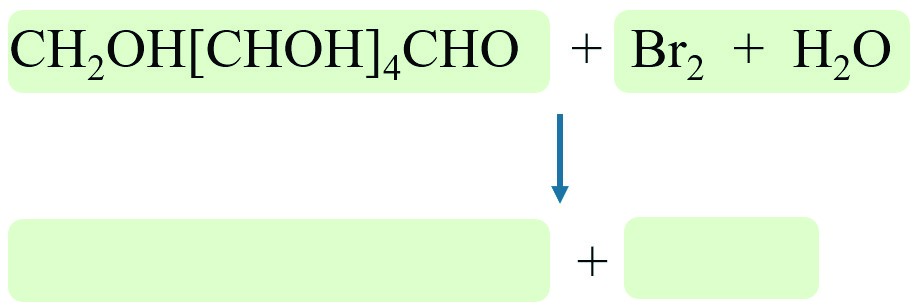 CH₂OH[CHOH]₄CHO + Br₂ + H₂O
+